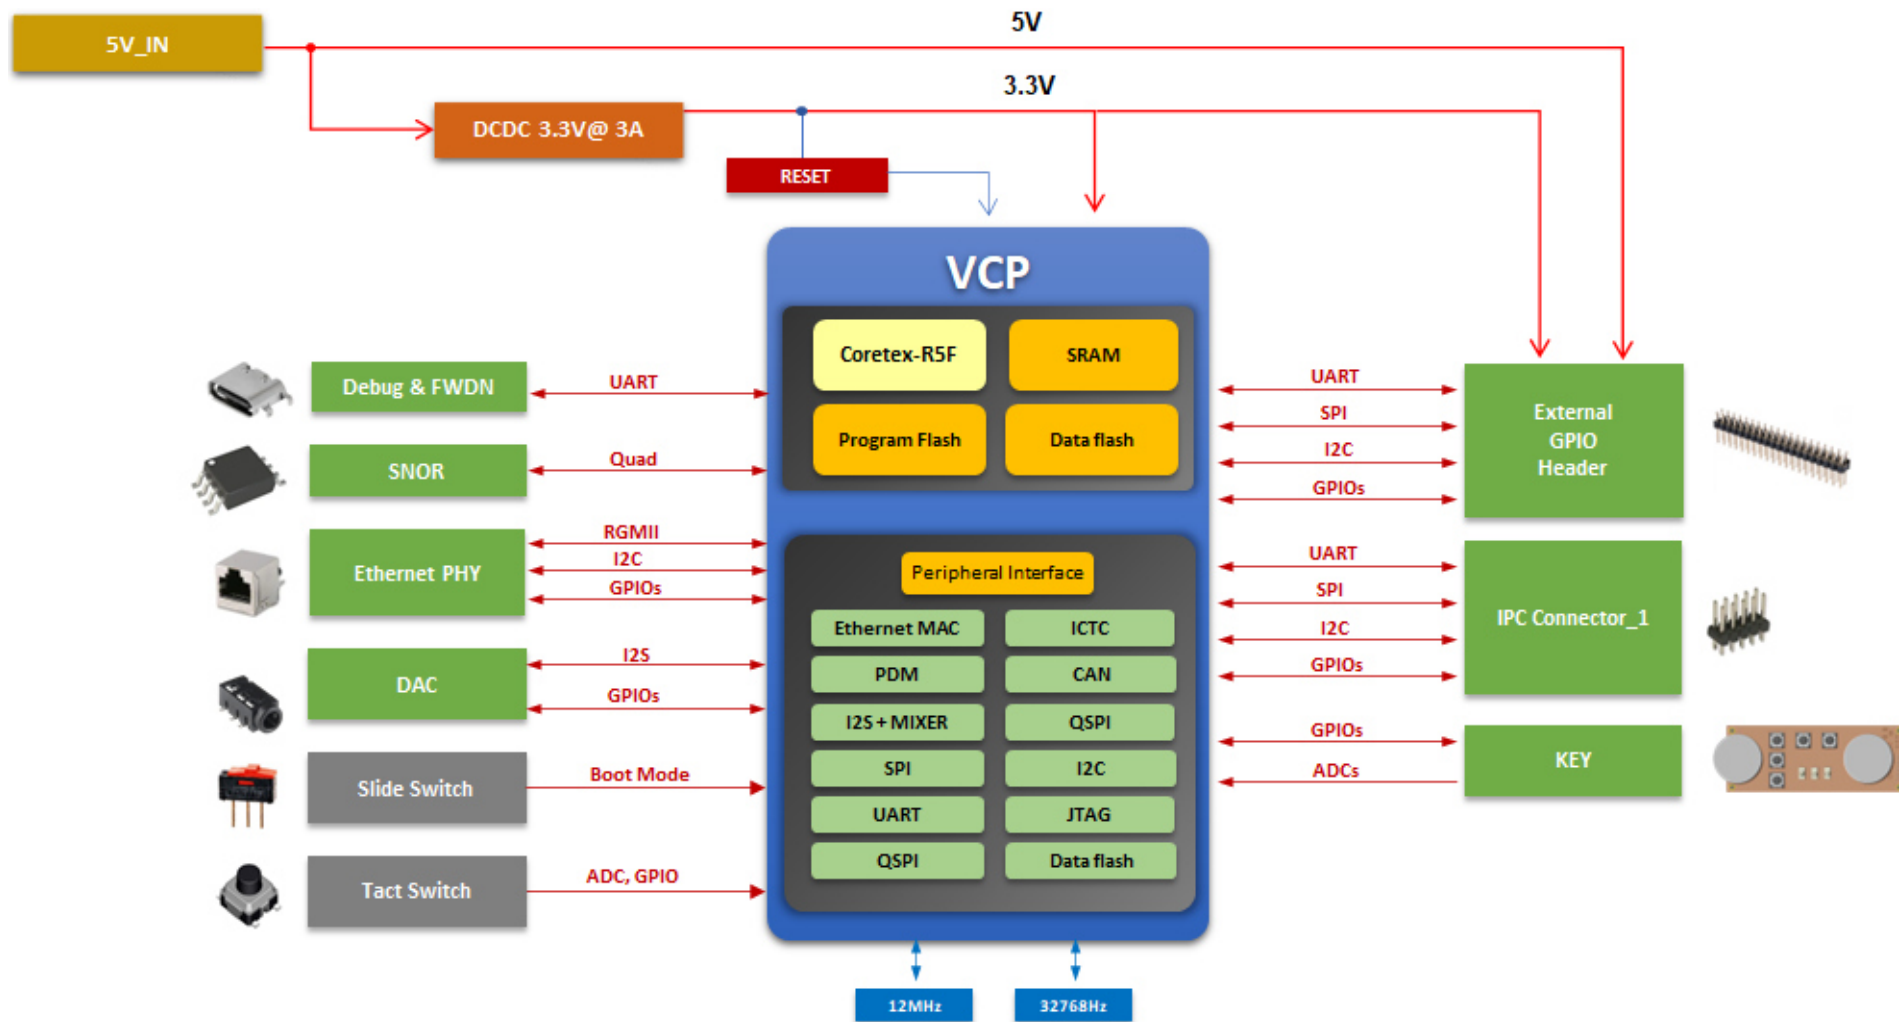 5V_IN
5V
3.3V
DCDC 3.3V@ 3A
RESET
VCP
Coretex-R5F
SRAM
Program Flash
Data flash
Peripheral Interface
Ethernet MAC
ICTC
PDM
CAN
I2S + MIXER
QSPI
SPI
I2C
UART
JTAG
QSPI
Data flash
Debug & FWDN
UART
SNOR
Quad
Ethernet PHY
RGMII
I2C
GPIOs
DAC
I2S
GPIOs
Slide Switch
Boot Mode
Tact Switch
ADC, GPIO
UART
SPI
I2C
GPIOs
External
GPIO
Header
UART
SPI
I2C
GPIOs
IPC Connector_1
GPIOs
ADCs
KEY
12MHz
32768Hz